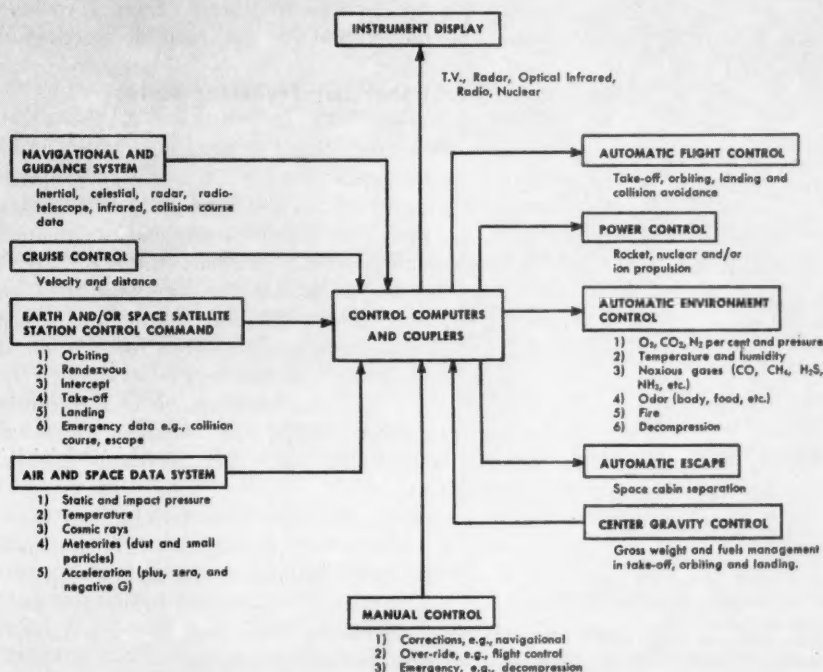 INSTRUMENT DISPLAY
T.V., Radar, Optical Infrared,
Radio, Nuclear
NAVIGATIONAL AND
GUIDANCE SYSTEM
Inertial, celestial, radar, radio-
telescope, infrared, collision course
data
CRUISE CONTROL
Velocity and distance
EARTH AND/OR SPACE SATELLITE
STATION CONTROL COMMAND
1) Orbiting
2) Rendezvous
3) Intercept
4) Take-off
5) Landing
6) Emergency data e.g., collision
course, escape
AIR AND SPACE DATA SYSTEM
1) Static and impact pressure
2) Temperature
3) Cosmic rays
4) Meteorites (dust and small
particles)
5) Acceleration (plus, zero, and
negative G)
CONTROL COMPUTERS
AND COUPLERS
AUTOMATIC FLIGHT CONTROL
Take-off, orbiting, landing and
collision avoidance
POWER CONTROL
Rocket, nuclear and/or
ion propulsion
AUTOMATIC ENVIRONMENT
CONTROL
1) O₂, CO₂, N₂ per cent and pressure
2) Temperature and humidity
3) Noxious gases (CO, CH₄, H₂S,
NH₃, etc.)
4) Odor (body, food, etc.)
5) Fire
6) Decompression
AUTOMATIC ESCAPE
Space cabin separation
CENTER GRAVITY CONTROL
Gross weight and fuels management
in take-off, orbiting and landing.
MANUAL CONTROL
1) Corrections, e.g., navigational
2) Over-ride, e.g., flight control
3) Emergency, e.g., decompression